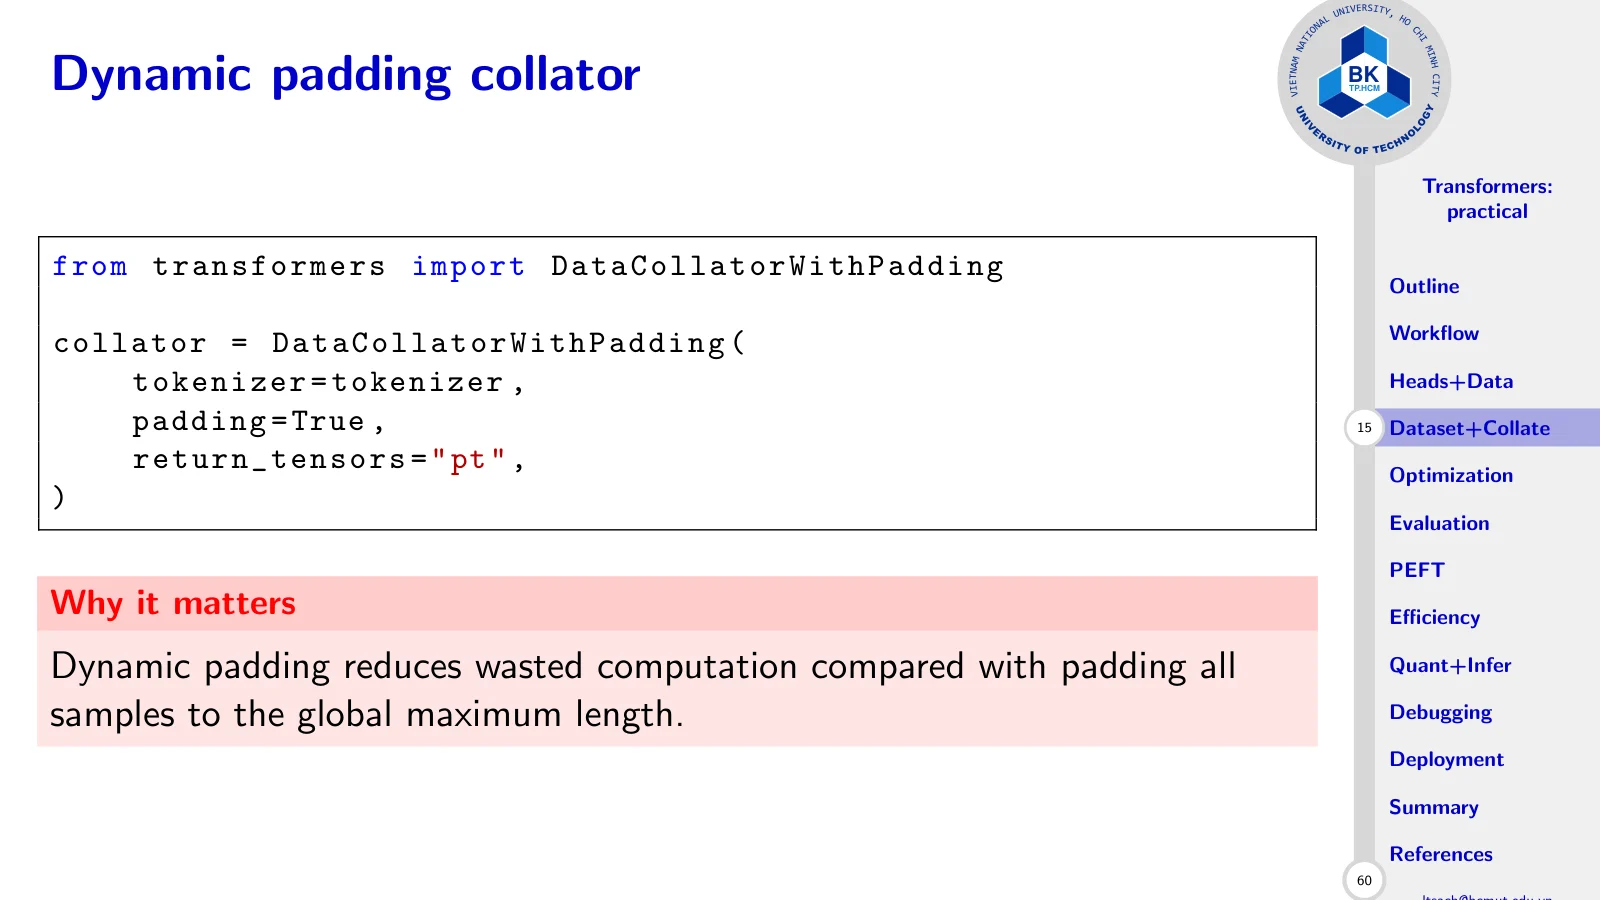 Dynamic padding collator
from transformers import DataCollatorWithPadding
collator = DataCollatorWithPadding(
    tokenizer=tokenizer,
    padding=True,
    return_tensors="pt",
)
Why it matters
Dynamic padding reduces wasted computation compared with padding all
samples to the global maximum length.
VIETNAM NATIONAL UNIVERSITY, HO CHI MINH CITY
BK
TP.HCM
UNIVERSITY OF TECHNOLOGY
Transformers:
practical
Outline
Workflow
Heads+Data
15 Dataset+Collate
Optimization
Evaluation
PEFT
Efficiency
Quant+Infer
Debugging
Deployment
Summary
References
60